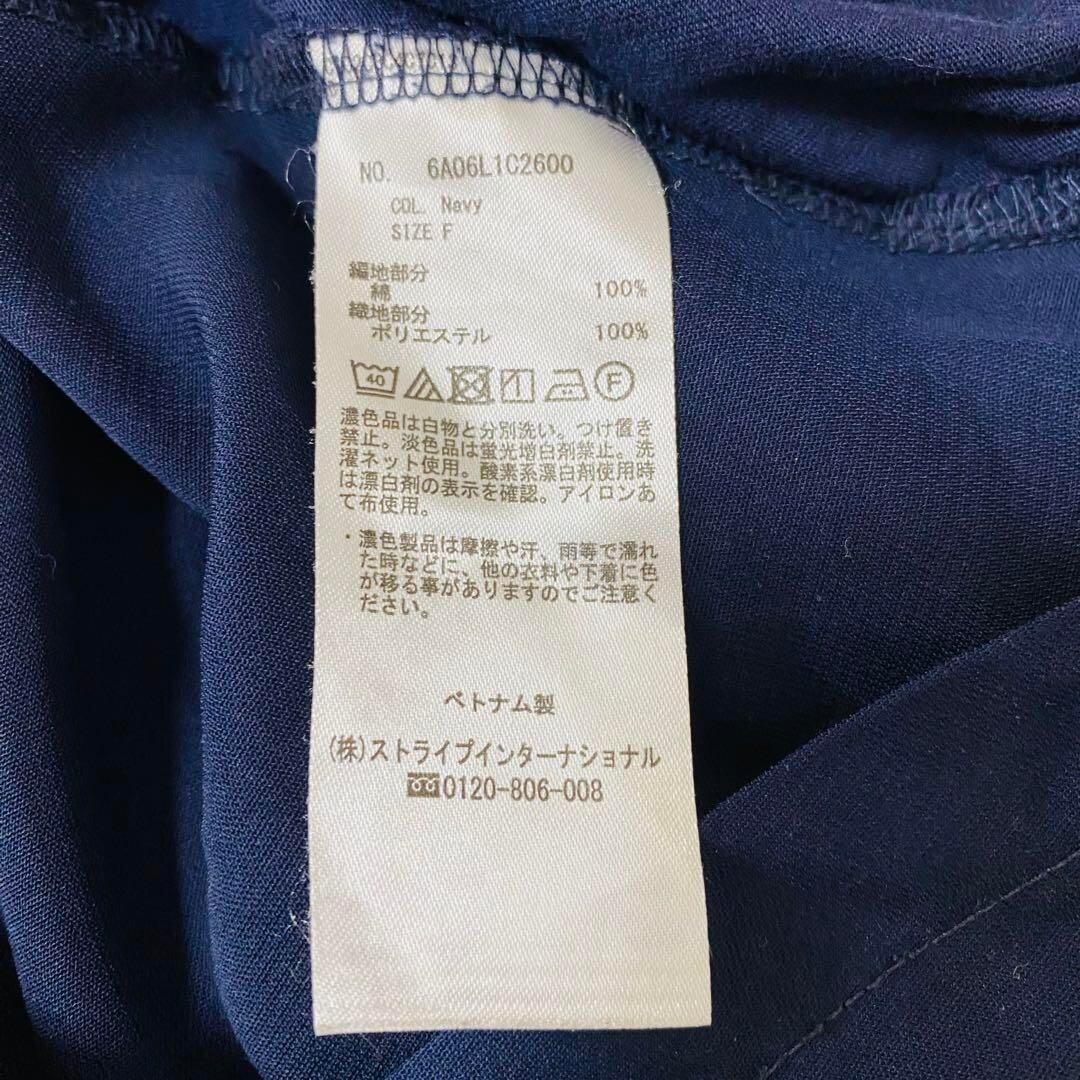 NO. 6A06L1C2600
COL. Navy
SIZE F
編地部分
綿 100%
織地部分
ポリエステル 100%
40 F
濃色品は白物と分別洗い。つけ置き
禁止。淡色品は蛍光増白剤禁止。洗
濯ネット使用。酸素系漂白剤使用時
は漂白剤の表示を確認。アイロンあ
て布使用。
・濃色製品は摩擦や汗、雨等で濡れ
た時などに、他の衣料や下着に色
が移る事がありますのでご注意く
ださい。
ベトナム製
(株)ストライプインターナショナル
0120-806-008